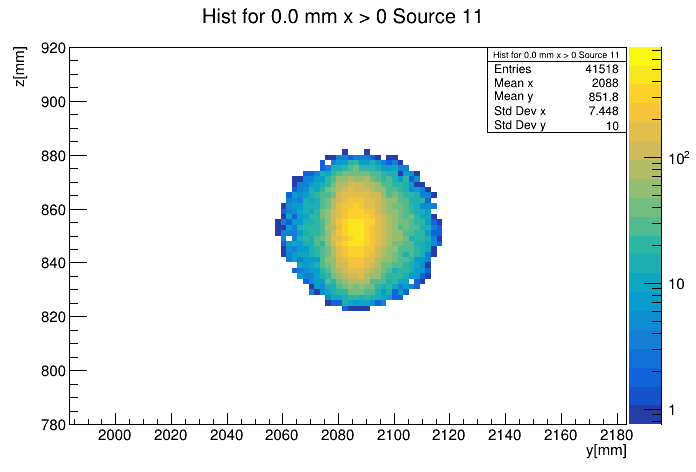 Hist for 0.0 mm x > 0 Source 11
z[mm]
920
900
880
860
840
820
800
780
2000 2020 2040 2060 2080 2100 2120 2140 2160 2180
y[mm]
Hist for 0.0 mm x > 0 Source 11
Entries 41518
Mean x 2088
Mean y 851.8
Std Dev x 7.448
Std Dev y 10
10²
10
1